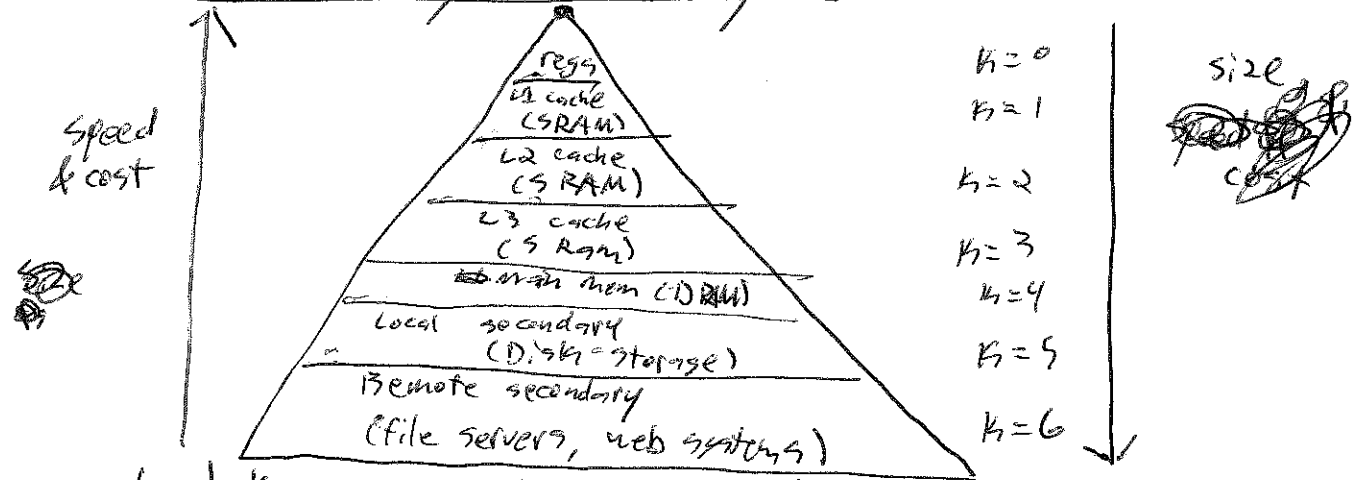 regs
L1 cache
(SRAM)
L2 cache
(SRAM)
L3 cache
(SRam)
main mem (DRAM)
Local secondary
(Disk-storage)
Remote secondary
(file servers, web systems)
speed
& cost
size
K=0
K=1
K=2
K=3
K=4
K=5
K=6
size